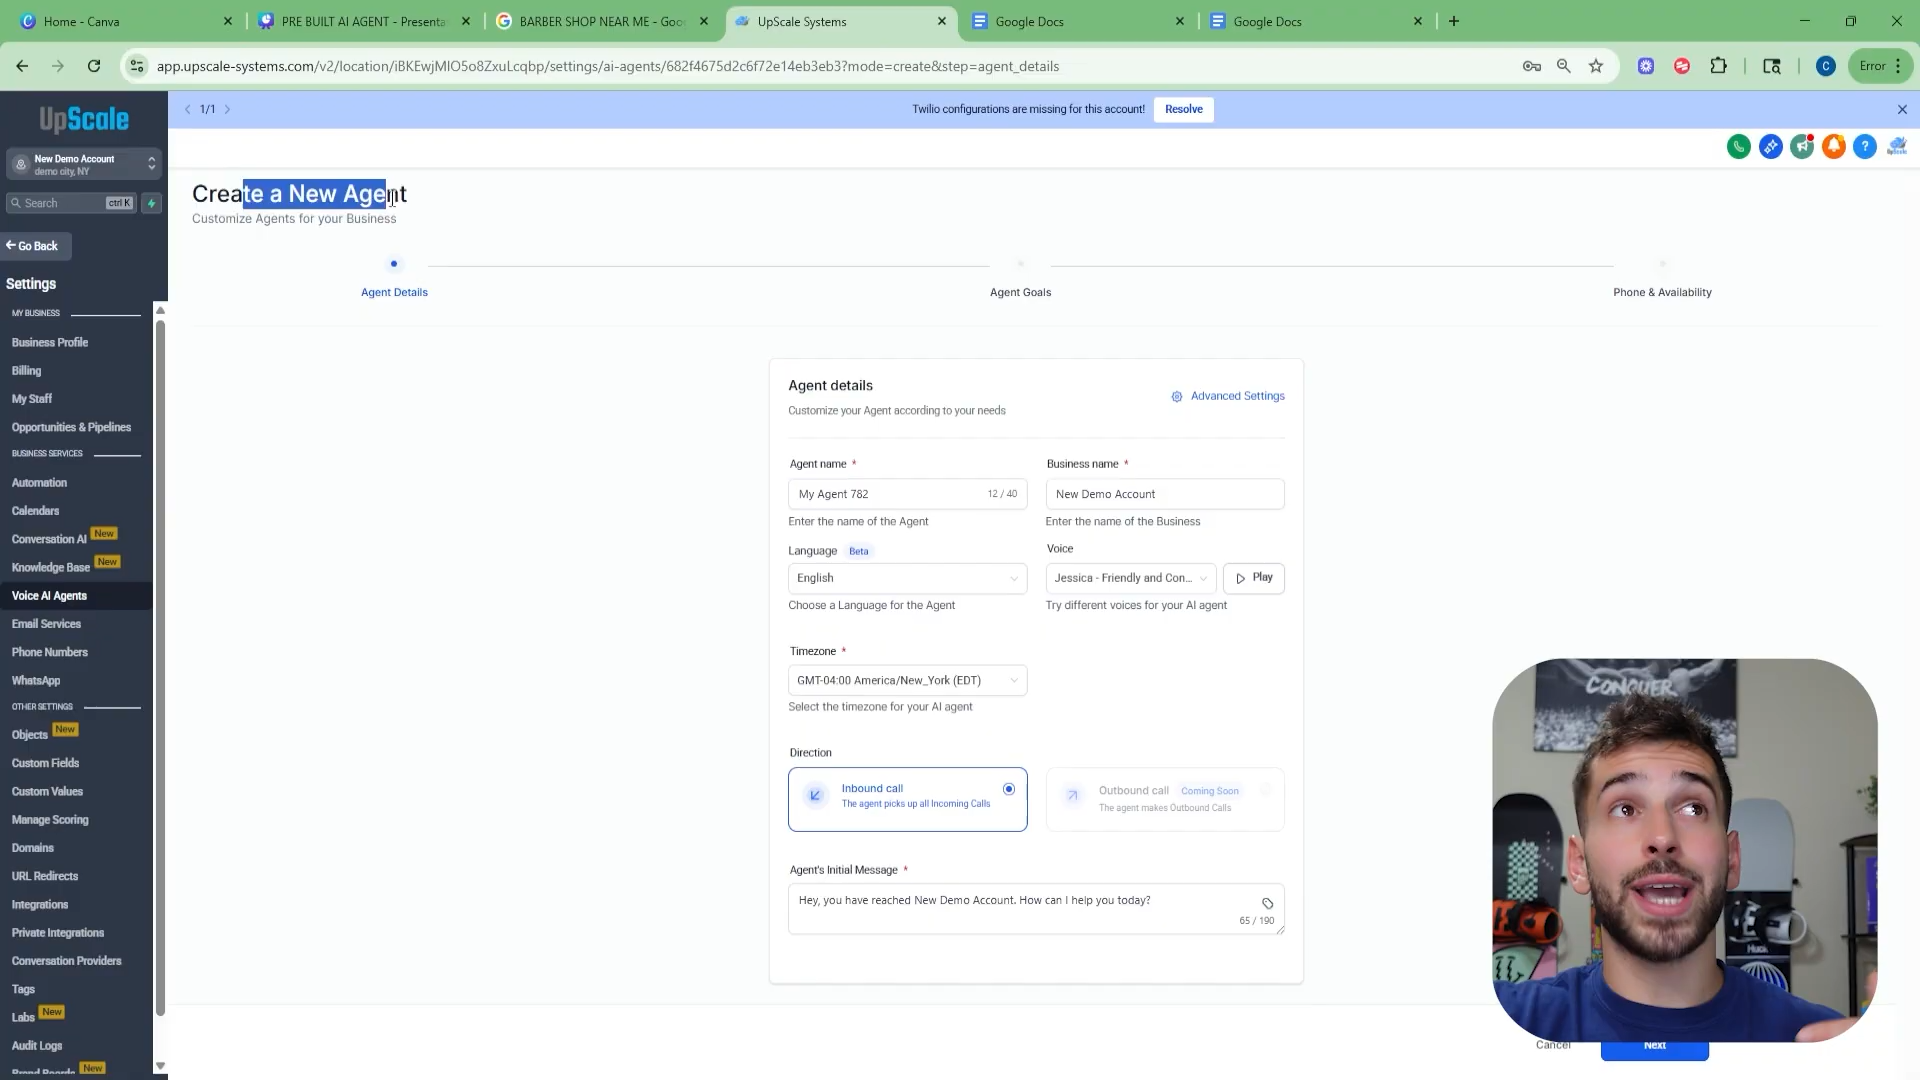 Home - Canva
PRE BUILT AI AGENT - Presenta
BARBER SHOP NEAR ME - Goo
UpScale Systems
Google Docs
Google Docs
app.upscale-systems.com/v2/location/iBKEwjMlO5o8ZxuLcqbp/settings/ai-agents/682f4675d2c6f72e14eb3eb3?mode=create&step=agent_details
C
Error
UpScale
1/1
Twilio configurations are missing for this account!
Resolve
New Demo Account
demo city, NY
Search
ctrl K
Go Back
Settings
MY BUSINESS
Business Profile
Billing
My Staff
Opportunities & Pipelines
BUSINESS SERVICES
Automation
Calendars
Conversation AI New
Knowledge Base New
Voice AI Agents
Email Services
Phone Numbers
WhatsApp
OTHER SETTINGS
Objects New
Custom Fields
Custom Values
Manage Scoring
Domains
URL Redirects
Integrations
Private Integrations
Conversation Providers
Tags
Labs New
Audit Logs
Brand Boards New
Create a New Agent
Customize Agents for your Business
Agent Details
Agent Goals
Phone & Availability
Agent details
Advanced Settings
Customize your Agent according to your needs
Agent name *
Business name *
My Agent 782
12 / 40
New Demo Account
Enter the name of the Agent
Enter the name of the Business
Language Beta
Voice
English
Jessica - Friendly and Con...
Play
Choose a Language for the Agent
Try different voices for your AI agent
Timezone *
GMT-04:00 America/New_York (EDT)
Select the timezone for your AI agent
Direction
Inbound call
The agent picks up all Incoming Calls
Outbound call Coming Soon
The agent makes Outbound Calls
Agent's Initial Message *
Hey, you have reached New Demo Account. How can I help you today?
65 / 190
CONQUER
Cancel
Next